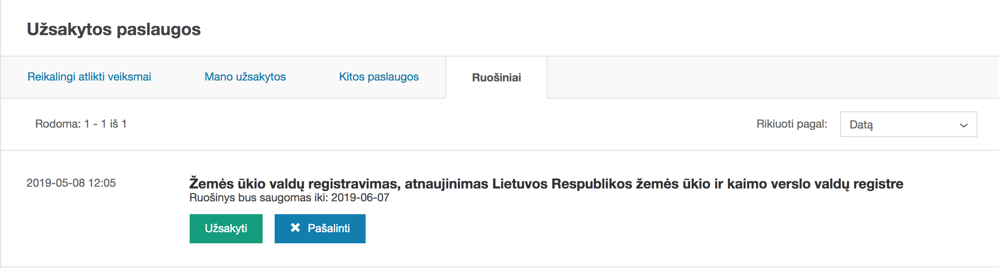 Užsakytos paslaugos
Reikalingi atlikti veiksmai Mano užsakytos Kitos paslaugos Ruošiniai
Rodoma: 1 - 1 iš 1 Rikiuoti pagal: Datą
2019-05-08 12:05 Žemės ūkio valdų registravimas, atnaujinimas Lietuvos Respublikos žemės ūkio ir kaimo verslo valdų registre
Ruošinys bus saugomas iki: 2019-06-07
Užsakyti Pašalinti